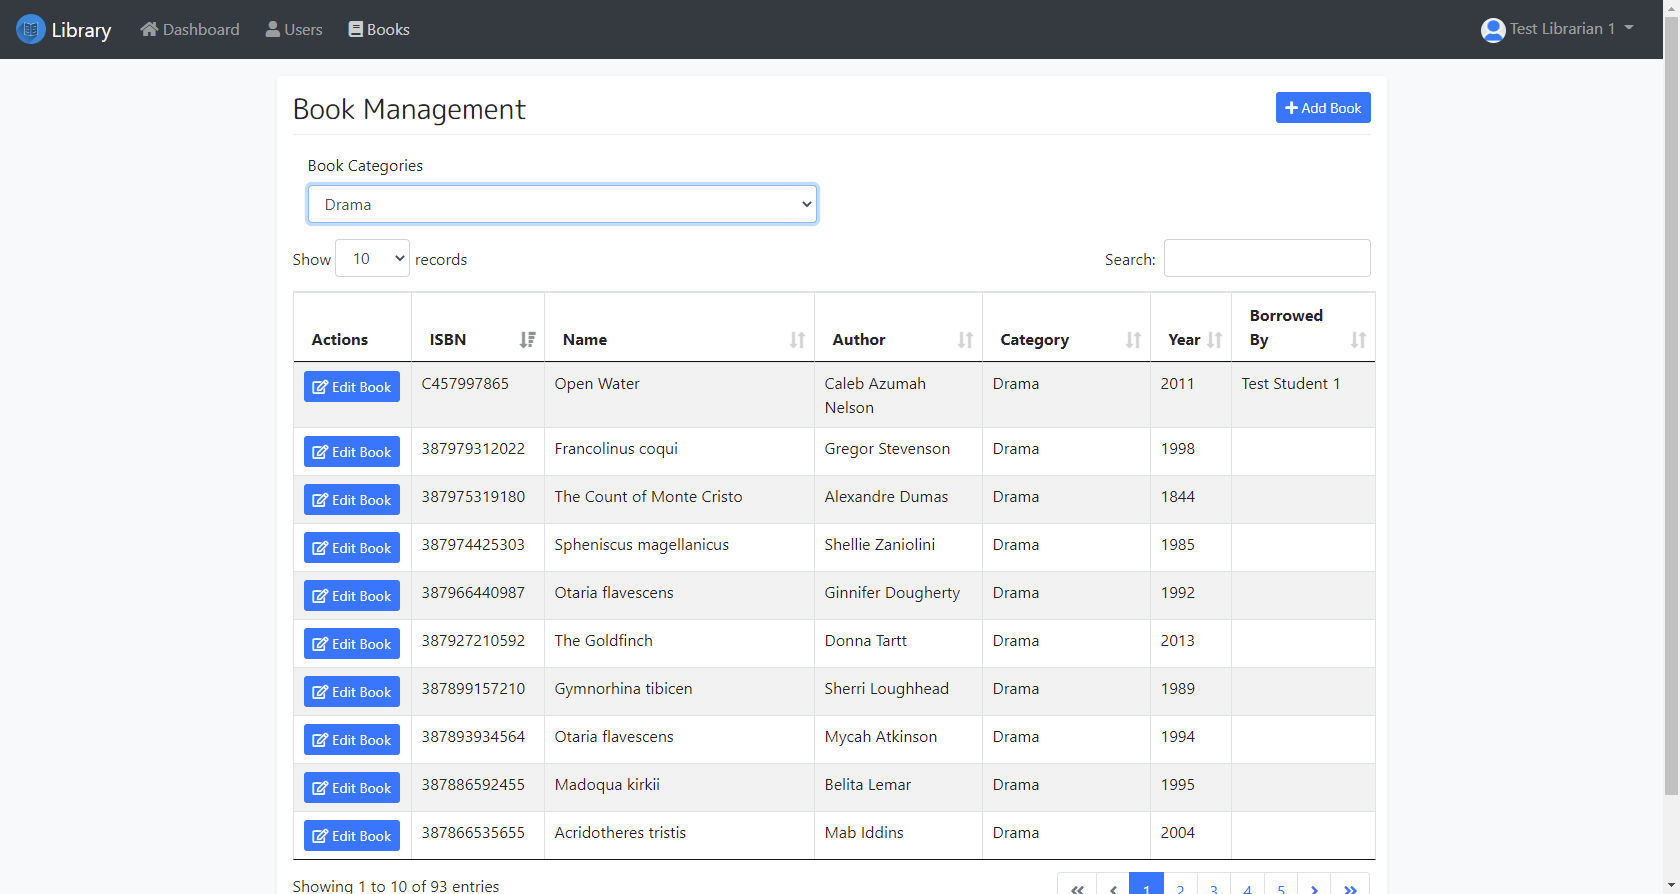 Library Dashboard Users Books Test Librarian 1
Book Management Add Book
Book Categories
Drama
Show 10 records Search:
Actions ISBN Name Author Category Year Borrowed By
Edit Book C457997865 Open Water Caleb Azumah Nelson Drama 2011 Test Student 1
Edit Book 387979312022 Francolinus coqui Gregor Stevenson Drama 1998
Edit Book 387975319180 The Count of Monte Cristo Alexandre Dumas Drama 1844
Edit Book 387974425303 Spheniscus magellanicus Shellie Zaniolini Drama 1985
Edit Book 387966440987 Otaria flavescens Ginnifer Dougherty Drama 1992
Edit Book 387927210592 The Goldfinch Donna Tartt Drama 2013
Edit Book 387899157210 Gymnorhina tibicen Sherri Loughhead Drama 1989
Edit Book 387893934564 Otaria flavescens Mycah Atkinson Drama 1994
Edit Book 387886592455 Madoqua kirkii Belita Lemar Drama 1995
Edit Book 387866535655 Acridotheres tristis Mab Iddins Drama 2004
Showing 1 to 10 of 93 entries « ‹ 1 2 3 4 5 › »